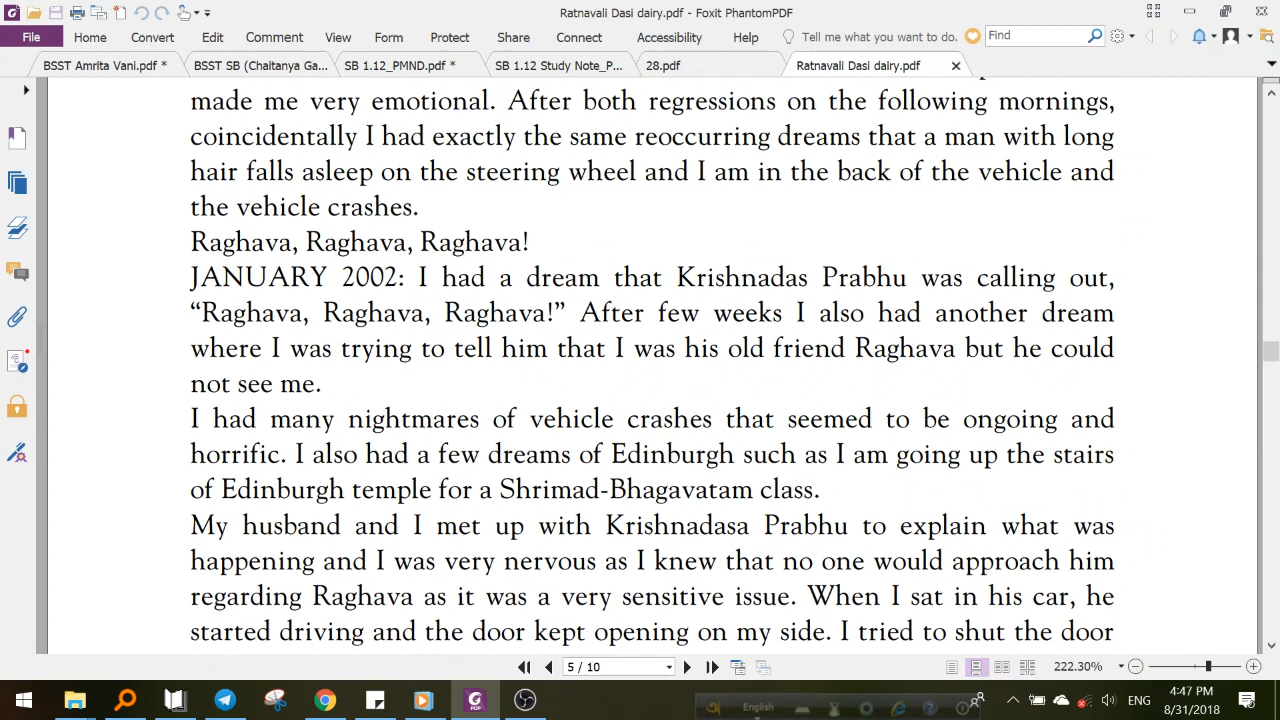 Ratnavali Dasi dairy.pdf - Foxit PhantomPDF
File Home Convert Edit Comment View Form Protect Share Connect Accessibility Help Tell me what you want to do. Find
BSST Amrita Vani.pdf * BSST SB (Chaitanya Ga... SB 1.12_PMND.pdf * SB 1.12 Study Note_P... 28.pdf Ratnavali Dasi dairy.pdf
made me very emotional. After both regressions on the following mornings,
coincidentally I had exactly the same reoccurring dreams that a man with long
hair falls asleep on the steering wheel and I am in the back of the vehicle and
the vehicle crashes.
Raghava, Raghava, Raghava!
JANUARY 2002: I had a dream that Krishnadas Prabhu was calling out,
“Raghava, Raghava, Raghava!” After few weeks I also had another dream
where I was trying to tell him that I was his old friend Raghava but he could
not see me.
I had many nightmares of vehicle crashes that seemed to be ongoing and
horrific. I also had a few dreams of Edinburgh such as I am going up the stairs
of Edinburgh temple for a Shrimad-Bhagavatam class.
My husband and I met up with Krishnadasa Prabhu to explain what was
happening and I was very nervous as I knew that no one would approach him
regarding Raghava as it was a very sensitive issue. When I sat in his car, he
started driving and the door kept opening on my side. I tried to shut the door
5 / 10 222.30%
English ENG 4:47 PM
8/31/2018